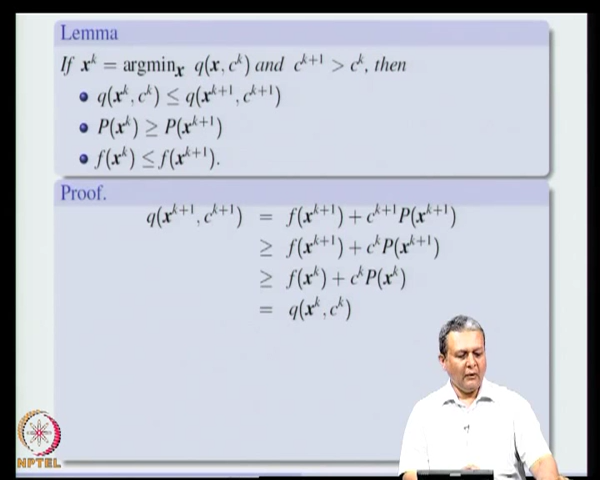 Lemma
If x^k = argmin_x q(x, c^k) and c^{k+1} > c^k, then
• q(x^k, c^k) ≤ q(x^{k+1}, c^{k+1})
• P(x^k) ≥ P(x^{k+1})
• f(x^k) ≤ f(x^{k+1}).
Proof.
q(x^{k+1}, c^{k+1}) = f(x^{k+1}) + c^{k+1}P(x^{k+1})
≥ f(x^{k+1}) + c^k P(x^{k+1})
≥ f(x^k) + c^k P(x^k)
= q(x^k, c^k)
NPTEL